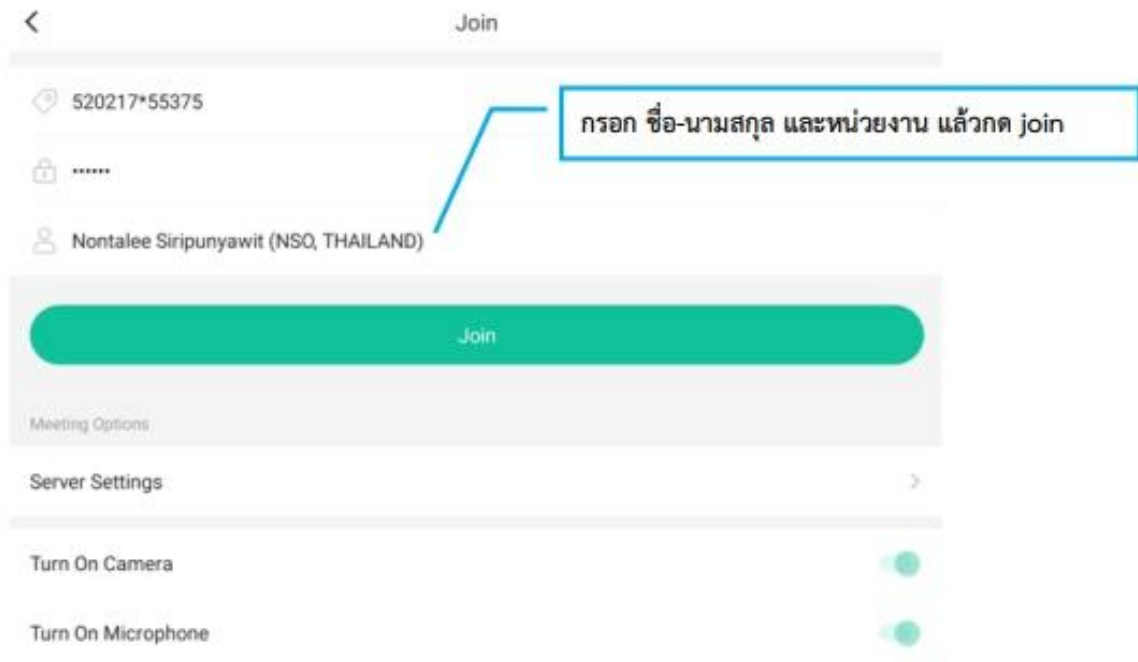 Join
520217*55375
••••••
กรอก ชื่อ-นามสกุล และหน่วยงาน แล้วกด join
Nontalee Siripunyawit (NSO, THAILAND)
Join
Meeting Options
Server Settings
Turn On Camera
Turn On Microphone